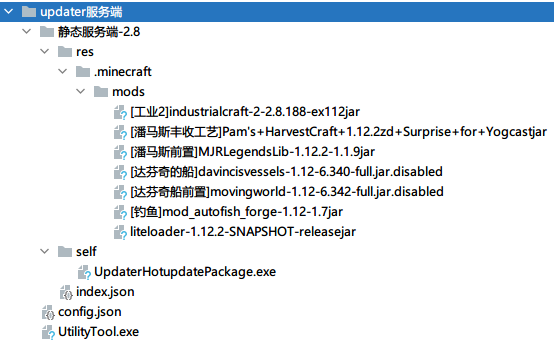 updater服务端
静态服务端-2.8
res
.minecraft
mods
[工业2]industrialcraft-2-2.8.188-ex112jar
[潘马斯丰收工艺]Pam's+HarvestCraft+1.12.2zd+Surprise+for+Yogcastjar
[潘马斯前置]MJRLegendsLib-1.12.2-1.1.9jar
[达芬奇的船]davincisvessels-1.12-6.340-full.jar.disabled
[达芬奇船前置]movingworld-1.12-6.342-full.jar.disabled
[钓鱼]mod_autofish_forge-1.12-1.7jar
liteloader-1.12.2-SNAPSHOT-releasejar
self
UpdaterHotupdatePackage.exe
index.json
config.json
UtilityTool.exe